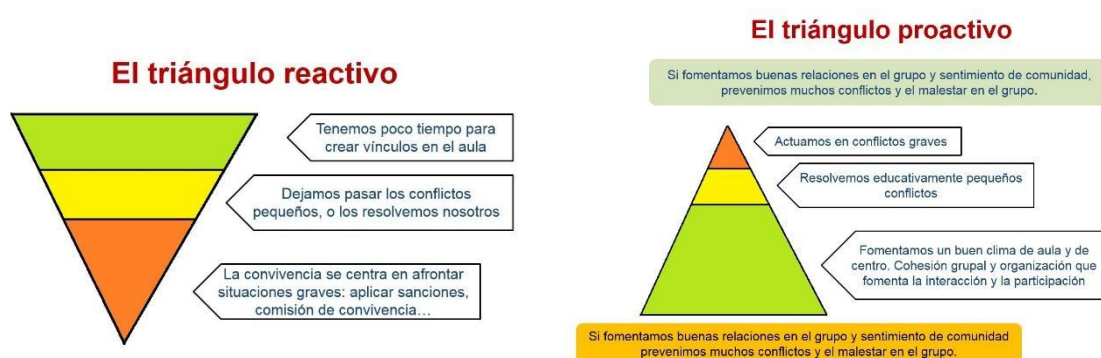 El triángulo reactivo
Tenemos poco tiempo para
crear vínculos en el aula
Dejamos pasar los conflictos
pequeños, o los resolvemos nosotros
La convivencia se centra en afrontar
situaciones graves: aplicar sanciones,
comisión de convivencia...
El triángulo proactivo
Si fomentamos buenas relaciones en el grupo y sentimiento de comunidad,
prevenimos muchos conflictos y el malestar en el grupo.
Actuamos en conflictos graves
Resolvemos educativamente pequeños
conflictos
Fomentamos un buen clima de aula y de
centro. Cohesión grupal y organización que
fomenta la interacción y la participación
Si fomentamos buenas relaciones en el grupo y sentimiento de comunidad
prevenimos muchos conflictos y el malestar en el grupo.